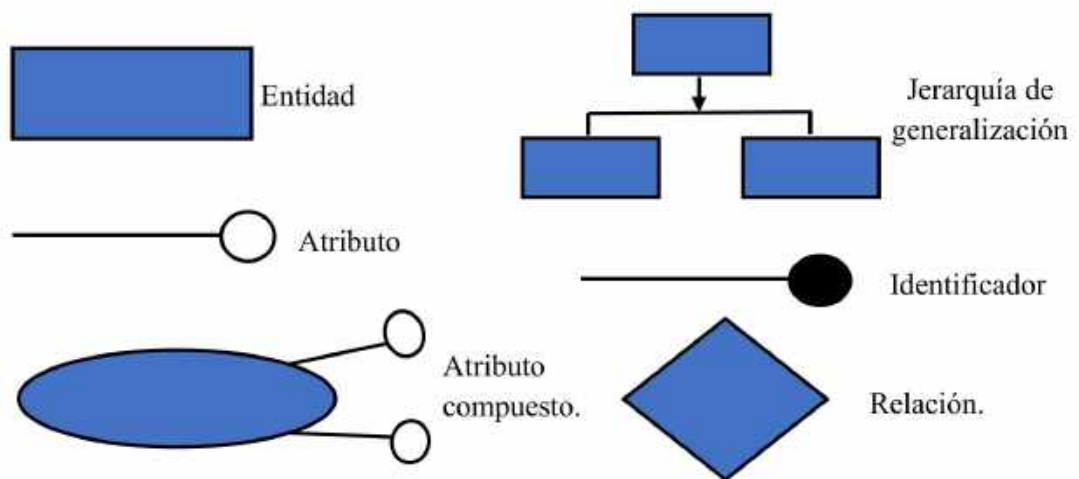 Entidad
Jerarquía de
generalización
Atributo
Identificador
Atributo
compuesto.
Relación.